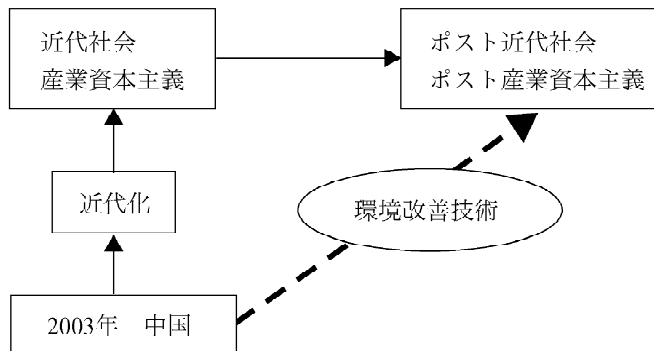 近代社会
産業資本主義
ポスト近代社会
ポスト産業資本主義
近代化
環境改善技術
2003年　中国